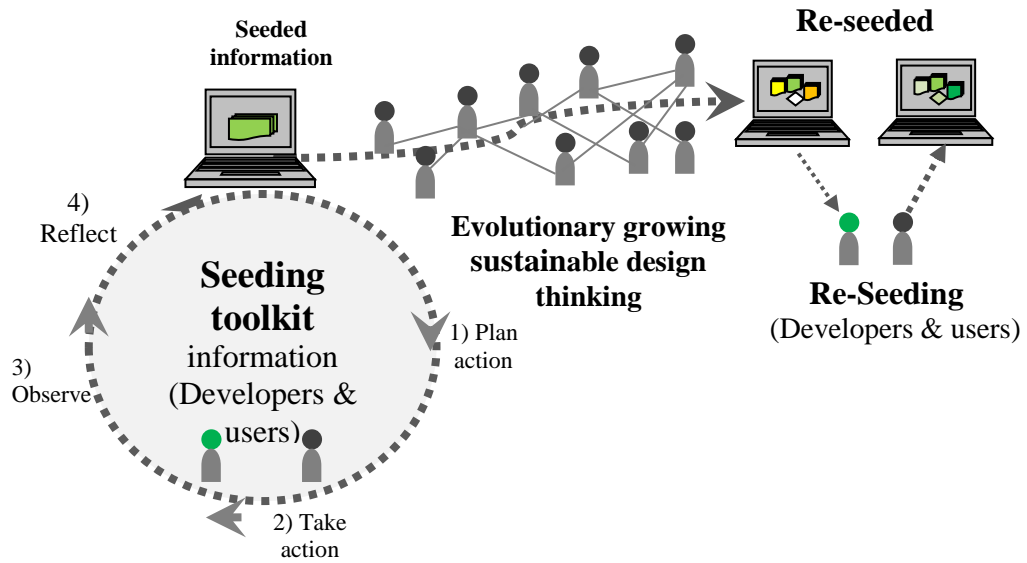 Seeded
information
Re-seeded
4)
Reflect
Evolutionary growing
sustainable design
thinking
Re-Seeding
(Developers & users)
Seeding
toolkit
information
(Developers &
users)
1) Plan
action
3)
Observe
2) Take
action